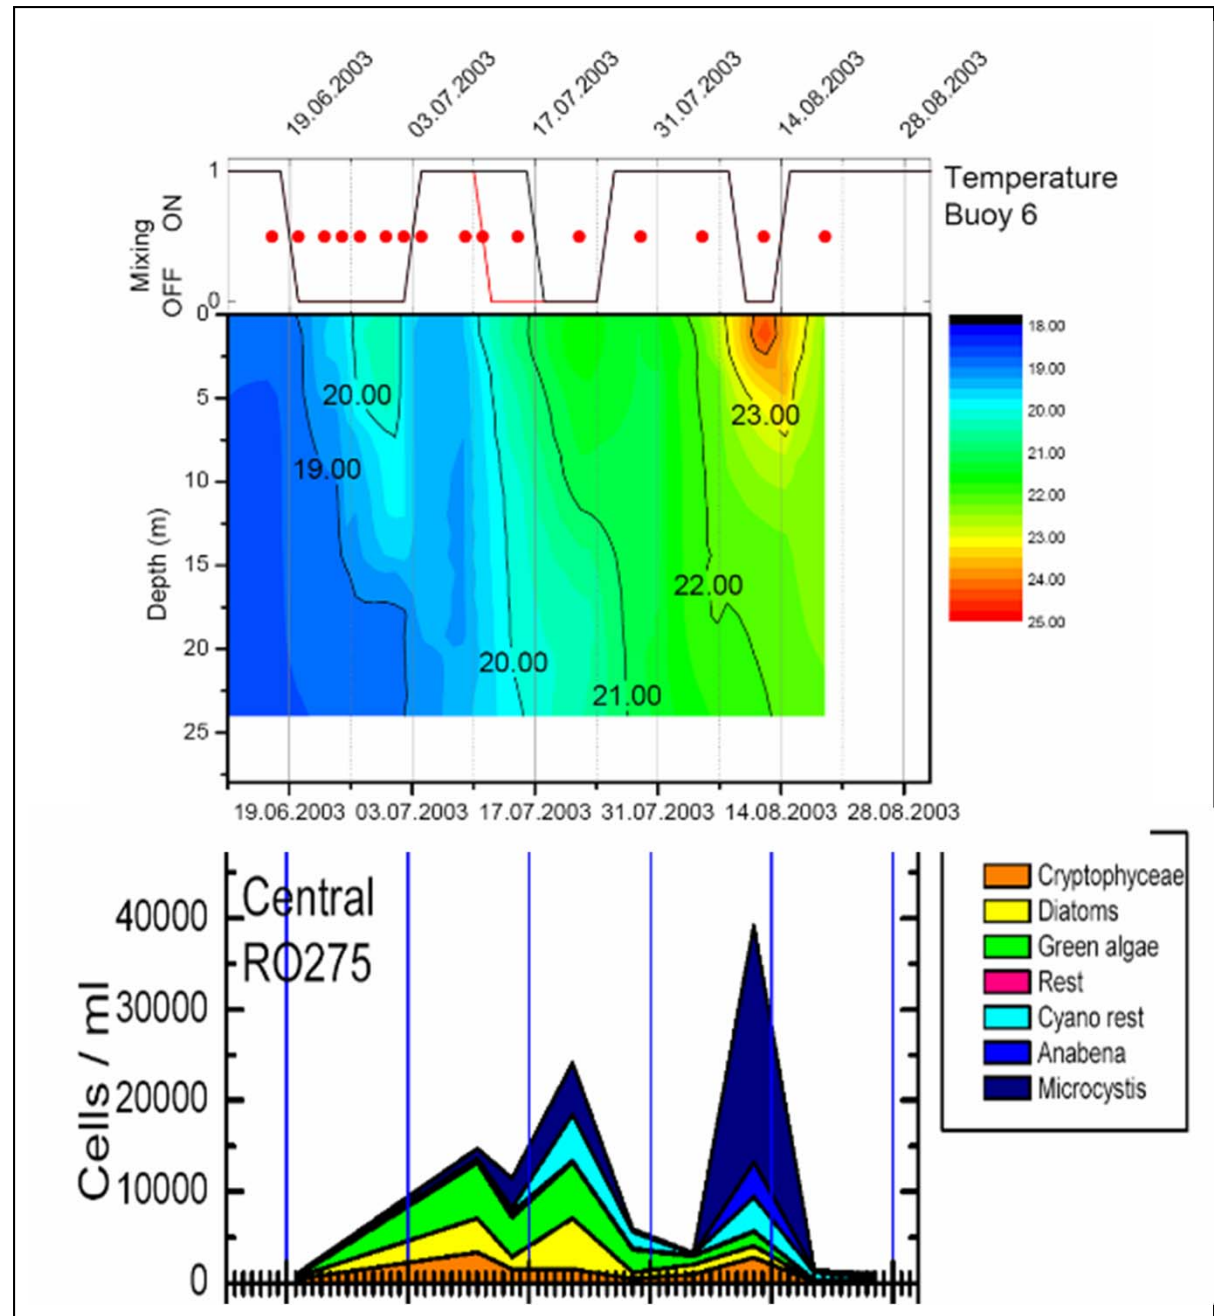 19.06.2003 03.07.2003 17.07.2003 31.07.2003 14.08.2003 28.08.2003
1
Mixing
OFF ON
0
Temperature
Buoy 6
0
5
10
15
20
25
Depth (m)
20.00
19.00
20.00
21.00
22.00
23.00
18.00
19.00
20.00
21.00
22.00
23.00
24.00
25.00
19.06.2003 03.07.2003 17.07.2003 31.07.2003 14.08.2003 28.08.2003
Central
RO275
Cells / ml
40000
30000
20000
10000
0
Cryptophyceae
Diatoms
Green algae
Rest
Cyano rest
Anabena
Microcystis